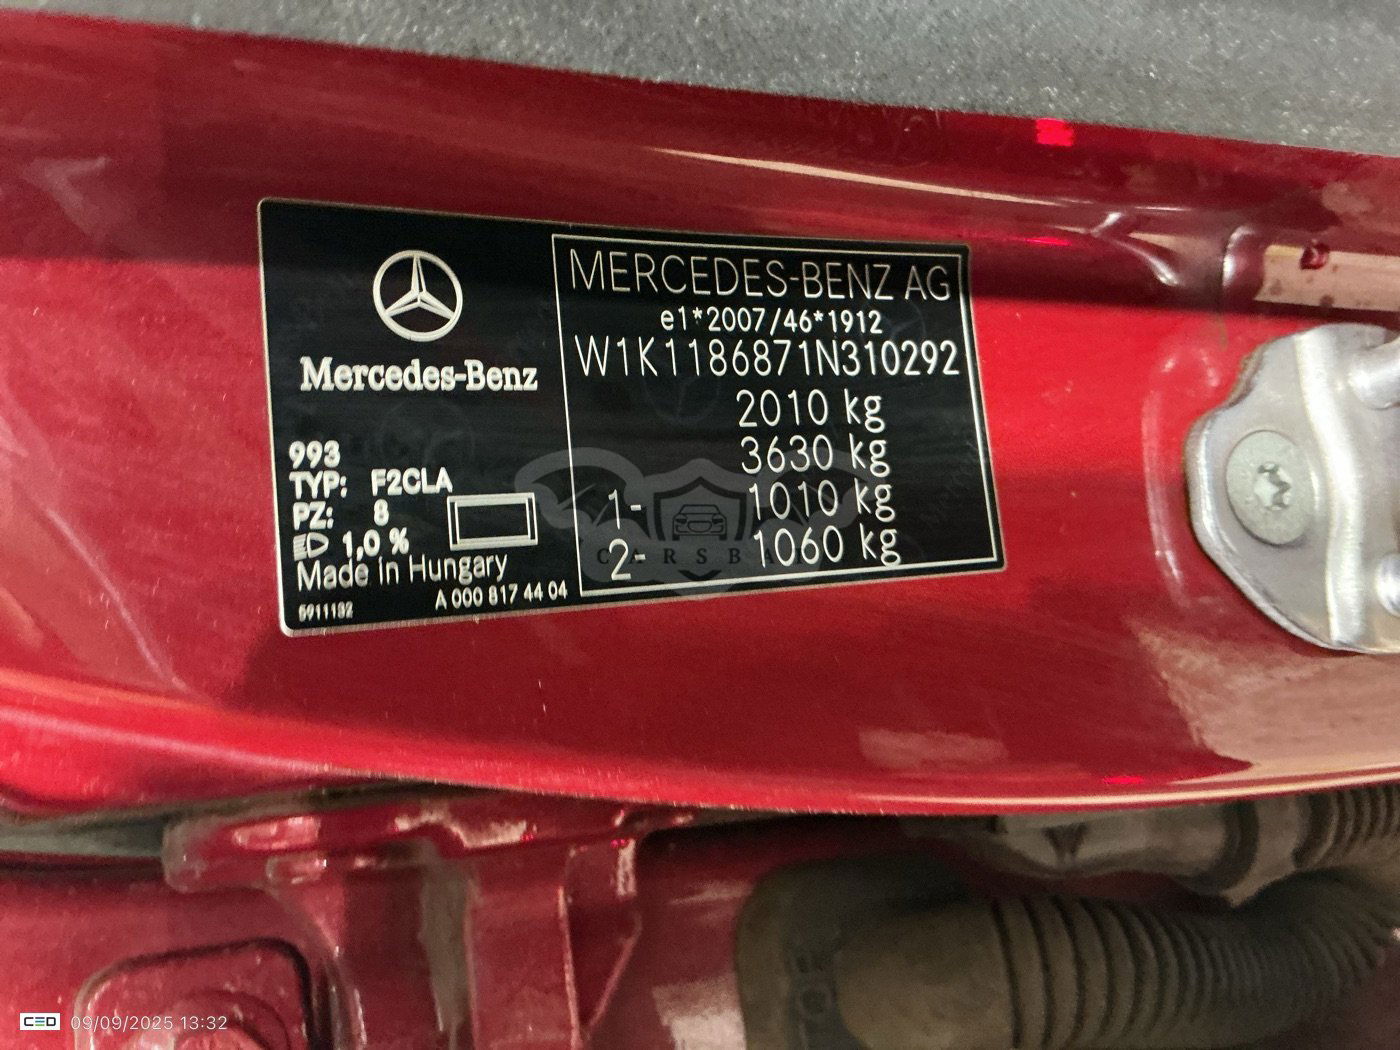 Mercedes-Benz
993
TYP: F2CLA
PZ: 8
1,0 %
Made in Hungary
5911132
A 000 817 44 04
MERCEDES-BENZ AG
e1*2007/46*1912
W1K1186871N310292
2010 kg
3630 kg
1- 1010 kg
2- 1060 kg
CED 09/09/2025 13:32